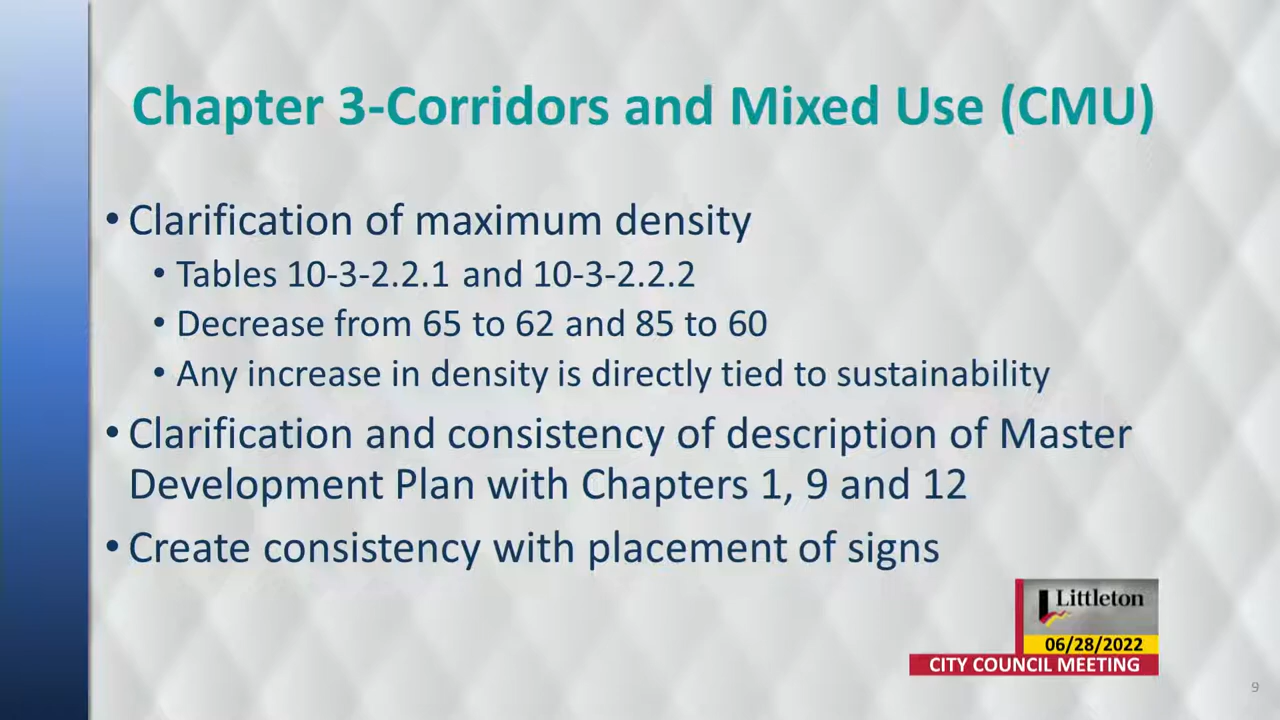 Chapter 3-Corridors and Mixed Use (CMU)
• Clarification of maximum density
• Tables 10-3-2.2.1 and 10-3-2.2.2
• Decrease from 65 to 62 and 85 to 60
• Any increase in density is directly tied to sustainability
• Clarification and consistency of description of Master
Development Plan with Chapters 1, 9 and 12
• Create consistency with placement of signs
Littleton
06/28/2022
CITY COUNCIL MEETING
9